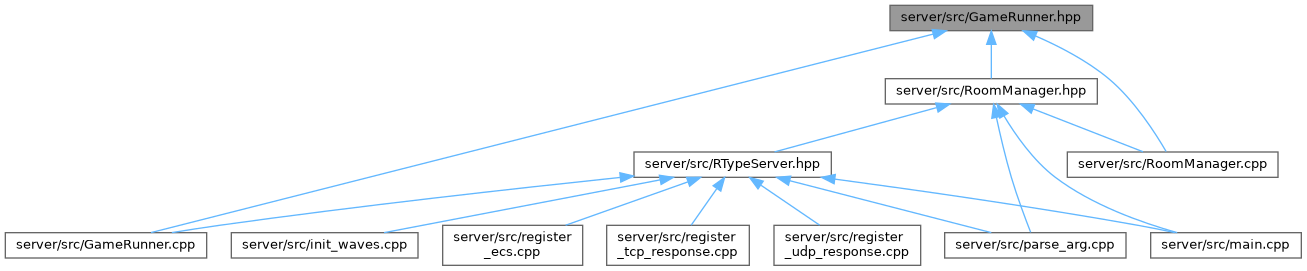 server/src/GameRunner.hpp
server/src/RoomManager.hpp
server/src/RTypeServer.hpp
server/src/RoomManager.cpp
server/src/GameRunner.cpp
server/src/init_waves.cpp
server/src/register
_ecs.cpp
server/src/register
_tcp_response.cpp
server/src/register
_udp_response.cpp
server/src/parse_arg.cpp
server/src/main.cpp